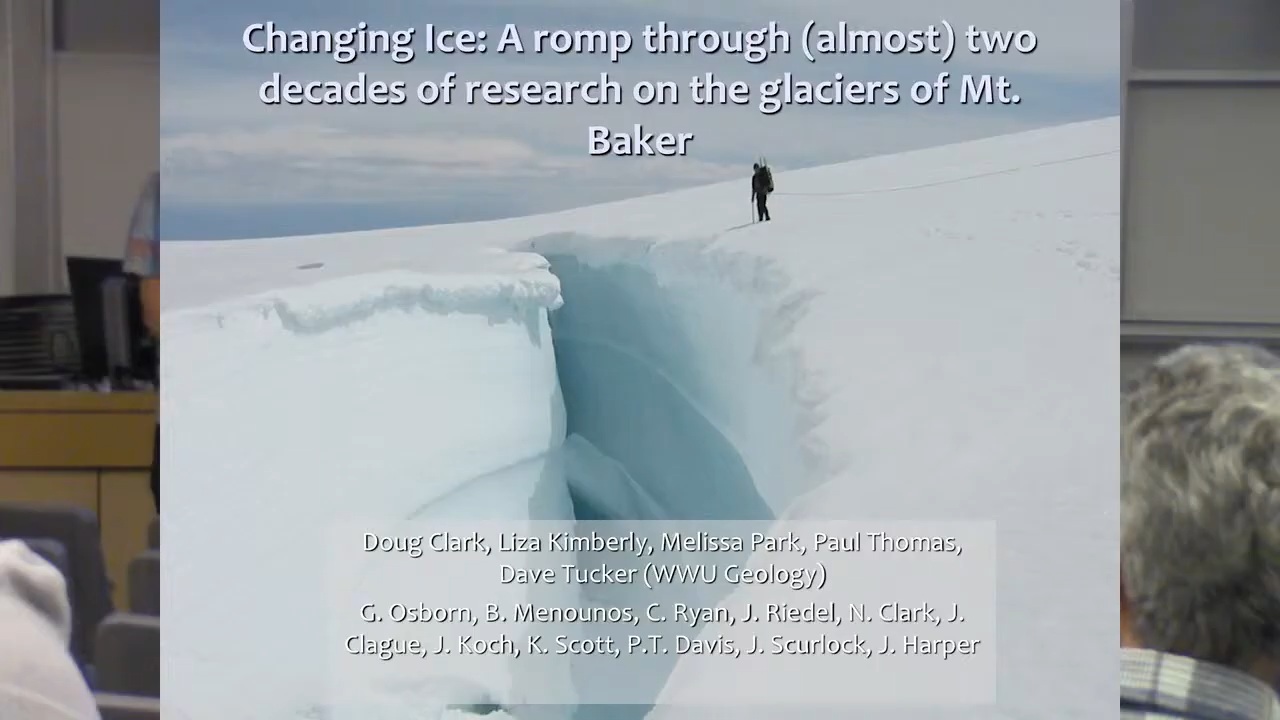 Changing Ice: A romp through (almost) two
decades of research on the glaciers of Mt.
Baker
Doug Clark, Liza Kimberly, Melissa Park, Paul Thomas,
Dave Tucker (WWU Geology)
G. Osborn, B. Menounos, C. Ryan, J. Riedel, N. Clark, J.
Clague, J. Koch, K. Scott, P.T. Davis, J. Scurlock, J. Harper